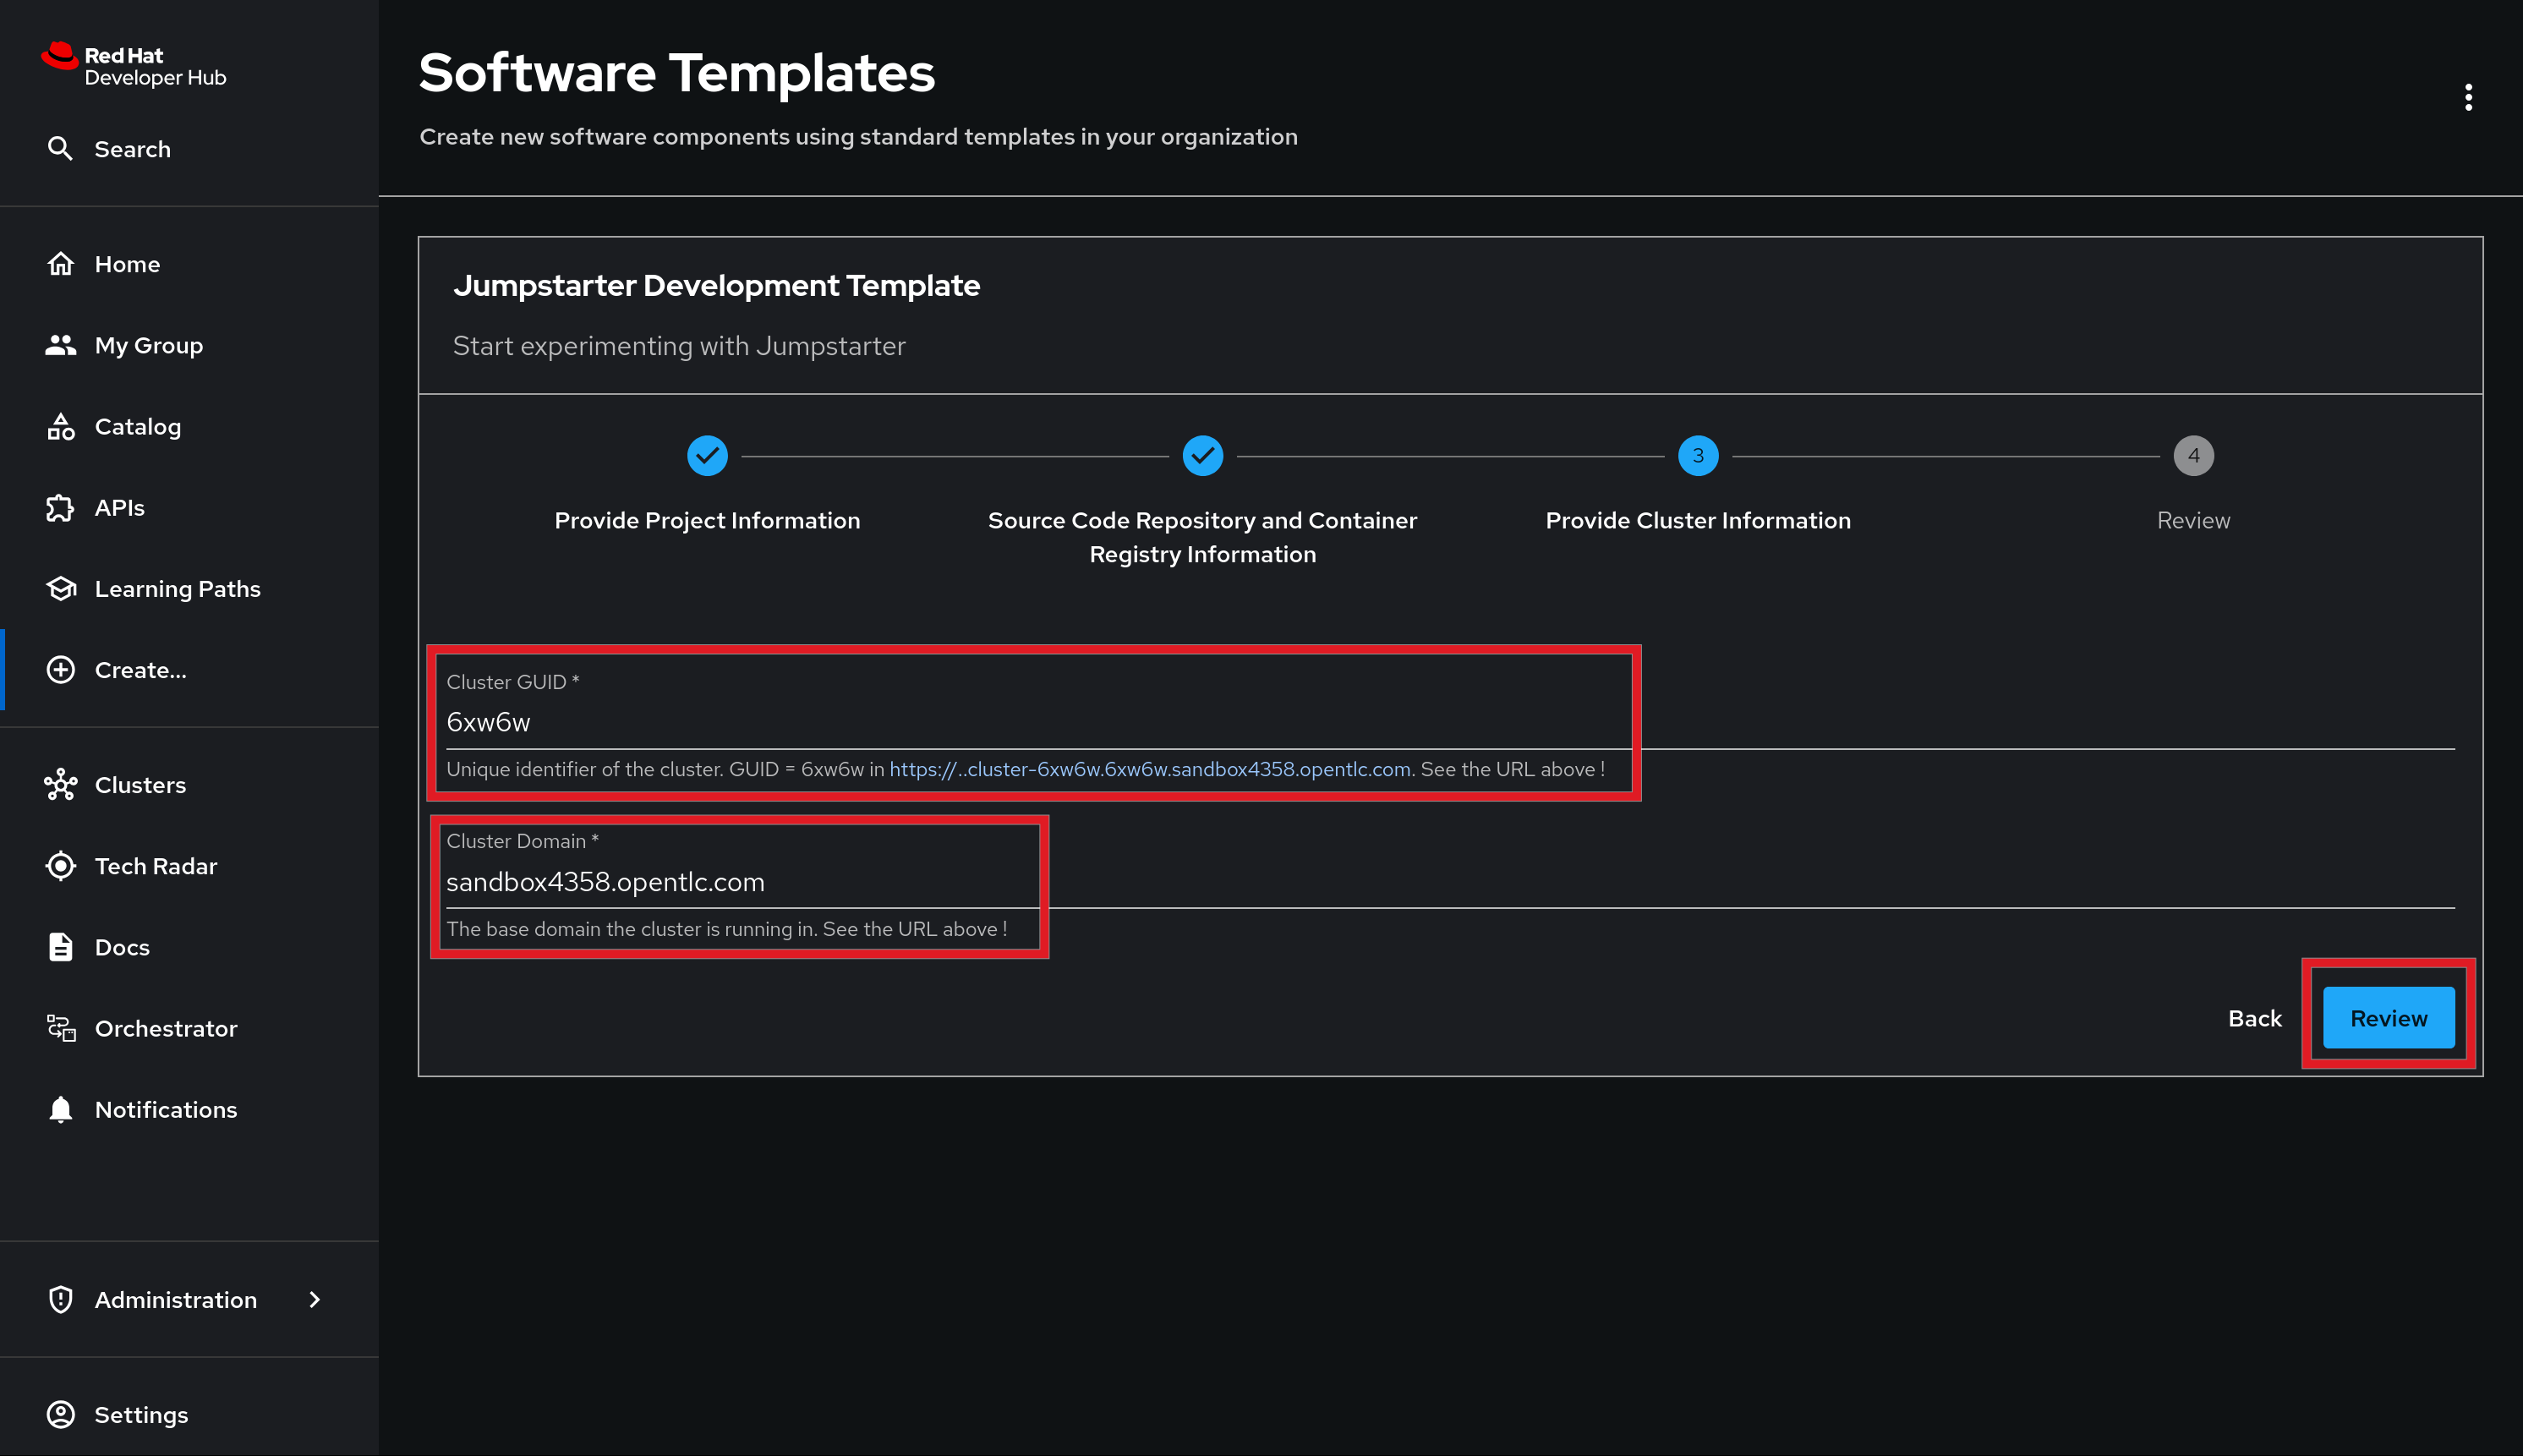 Red Hat
Developer Hub
Search
Home
My Group
Catalog
APIs
Learning Paths
Create...
Clusters
Tech Radar
Docs
Orchestrator
Notifications
Administration
Settings
Software Templates
Create new software components using standard templates in your organization
Jumpstarter Development Template
Start experimenting with Jumpstarter
Provide Project Information
Source Code Repository and Container
Registry Information
3
Provide Cluster Information
4
Review
Cluster GUID *
6xw6w
Unique identifier of the cluster. GUID = 6xw6w in https://..cluster-6xw6w.6xw6w.sandbox4358.opentlc.com. See the URL above !
Cluster Domain *
sandbox4358.opentlc.com
The base domain the cluster is running in. See the URL above !
Back
Review